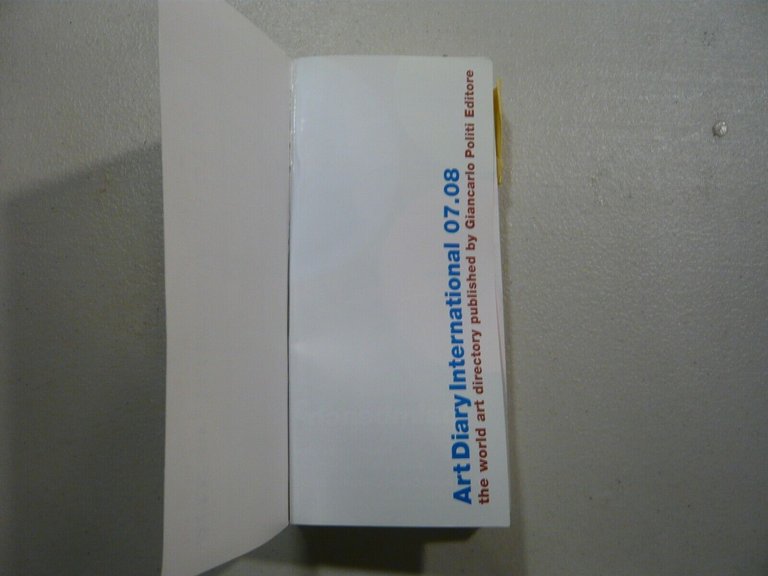 Art Diary International 07.08
the world art directory published by Giancarlo Politi Editore